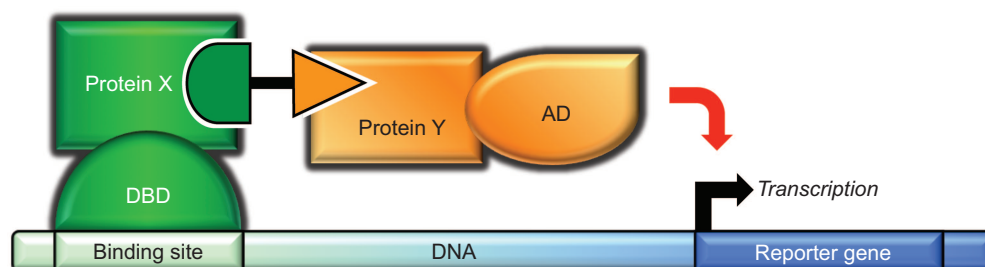 Protein X
Protein Y
AD
DBD
Transcription
Binding site
DNA
Reporter gene